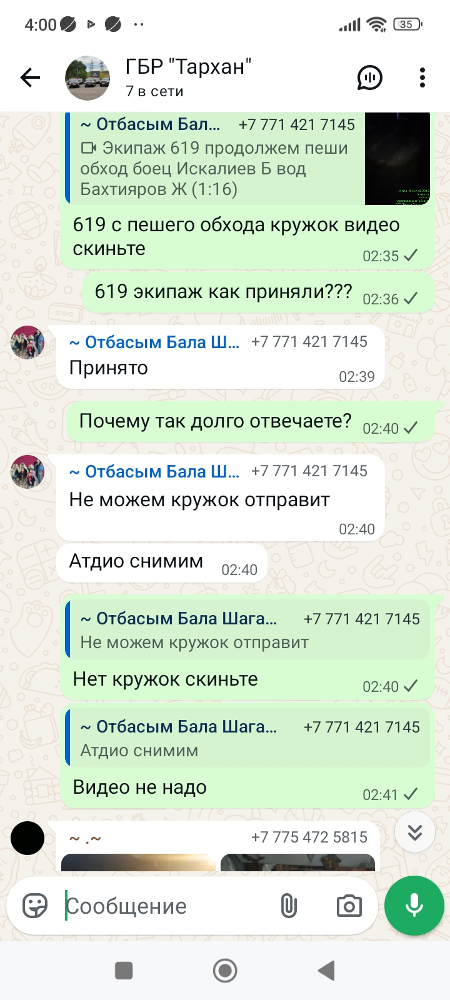 4:00
35
ГБР "Тархан"
7 в сети
~ Отбасым Бал... +7 771 421 7145
Экипаж 619 продолжем пеши
обход боец Искалиев Б вод
Бахтияров Ж (1:16)
619 с пешего обхода кружок видео
скиньте 02:35
619 экипаж как приняли??? 02:36
~ Отбасым Бала Ш... +7 771 421 7145
Принято 02:39
Почему так долго отвечаете? 02:40
~ Отбасым Бала Ш... +7 771 421 7145
Не можем кружок отправит
02:40
Атдио снимим 02:40
~ Отбасым Бала Шага... +7 771 421 7145
Не можем кружок отправит
Нет кружок скиньте 02:40
~ Отбасым Бала Шага... +7 771 421 7145
Атдио снимим
Видео не надо 02:41
~ .~ +7 775 472 5815
Сообщение